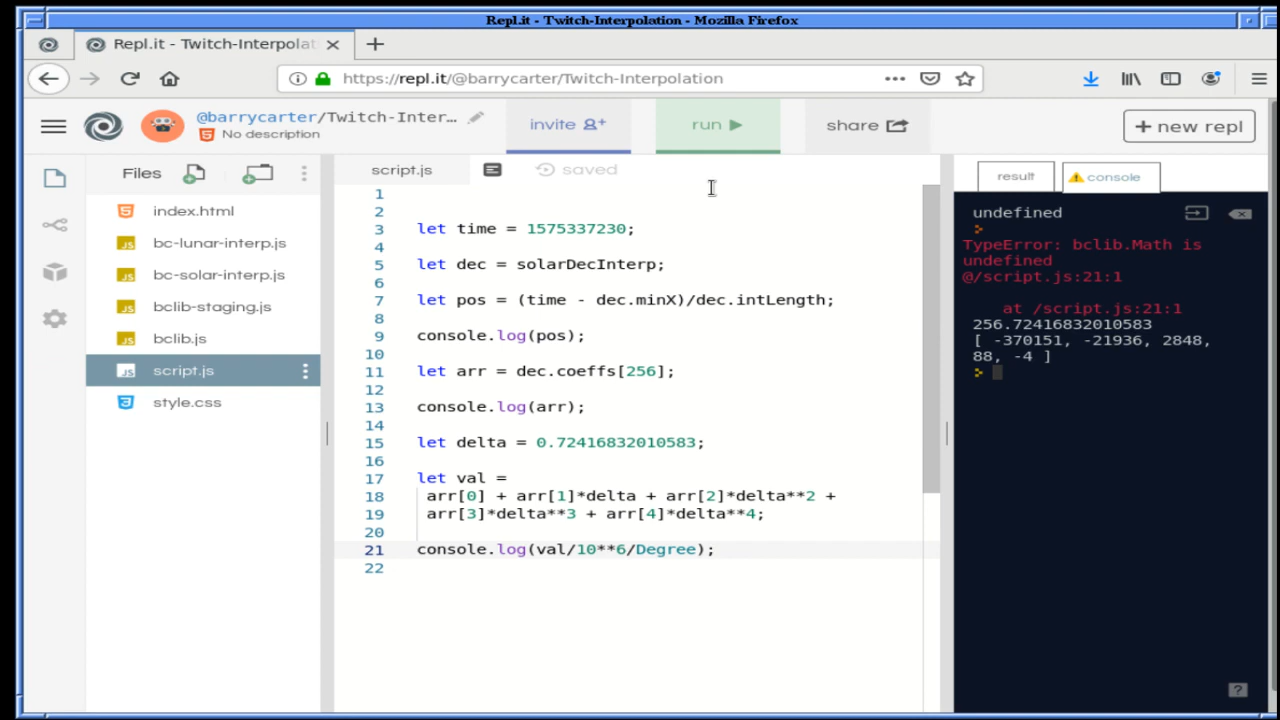 Repl.it - Twitch-Interpolation - Mozilla Firefox
Repl.it - Twitch-Interpolat
https://repl.it/@barrycarter/Twitch-Interpolation
@barrycarter/Twitch-Inter...
No description
invite
run
share
+ new repl
Files
index.html
bc-lunar-interp.js
bc-solar-interp.js
bclib-staging.js
bclib.js
script.js
style.css
script.js
saved
1
2
3 let time = 1575337230;
4
5 let dec = solarDecInterp;
6
7 let pos = (time - dec.minX)/dec.intLength;
8
9 console.log(pos);
10
11 let arr = dec.coeffs[256];
12
13 console.log(arr);
14
15 let delta = 0.72416832010583;
16
17 let val =
18 arr[0] + arr[1]*delta + arr[2]*delta**2 +
19 arr[3]*delta**3 + arr[4]*delta**4;
20
21 console.log(val/10**6/Degree);
22
result
console
undefined
TypeError: bclib.Math is
undefined
@/script.js:21:1
at /script.js:21:1
256.72416832010583
[ -370151, -21936, 2848,
88, -4 ]
?